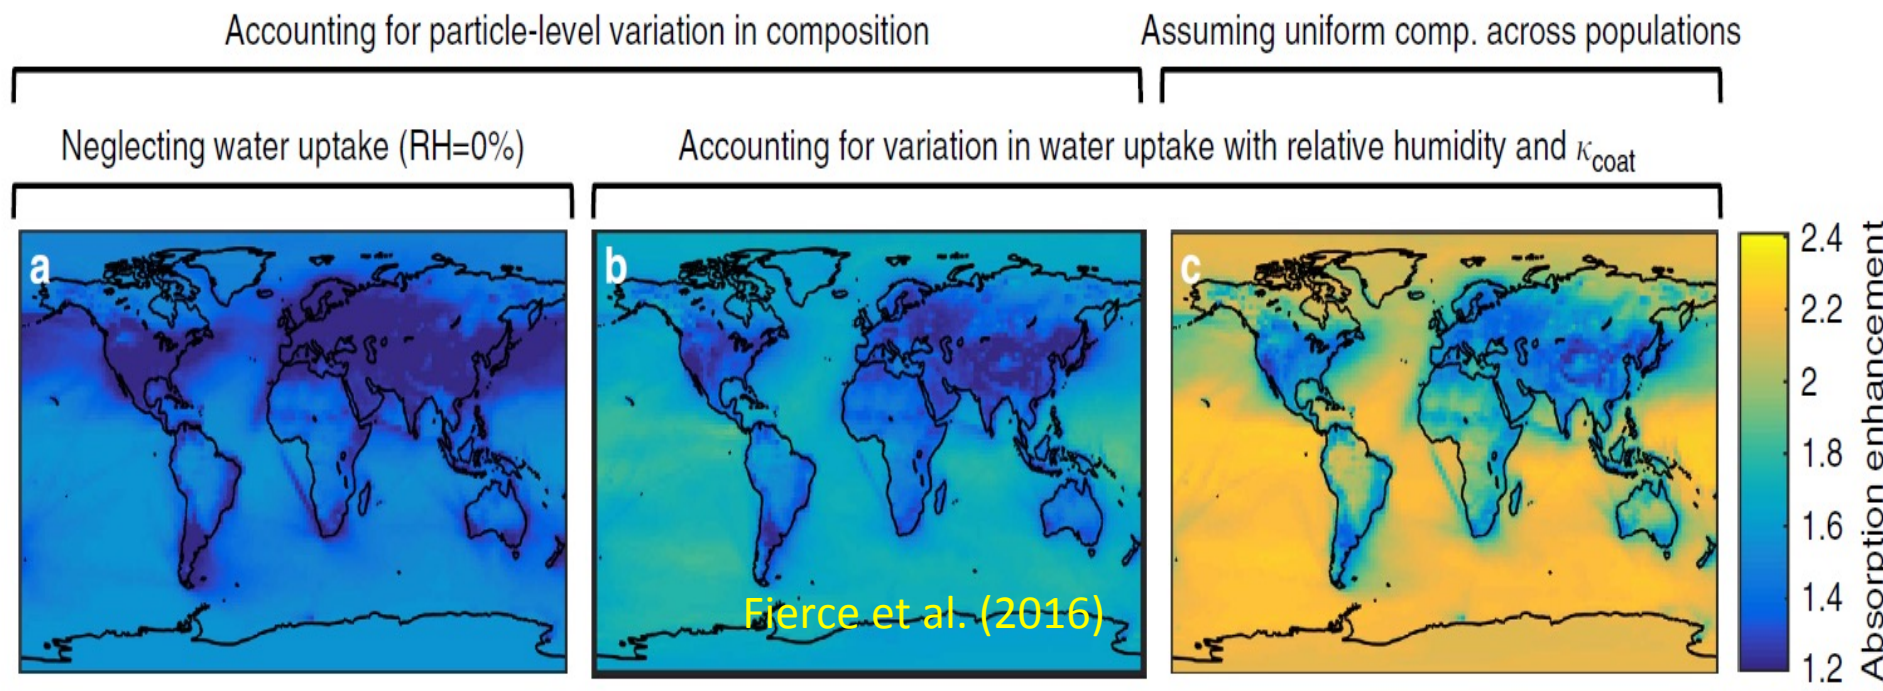 Accounting for particle-level variation in composition
Assuming uniform comp. across populations
Neglecting water uptake (RH=0%)
Accounting for variation in water uptake with relative humidity and κcoat
a
b
c
Fierce et al. (2016)
2.4
2.2
2
1.8
1.6
1.4
1.2
Absorption enhancement